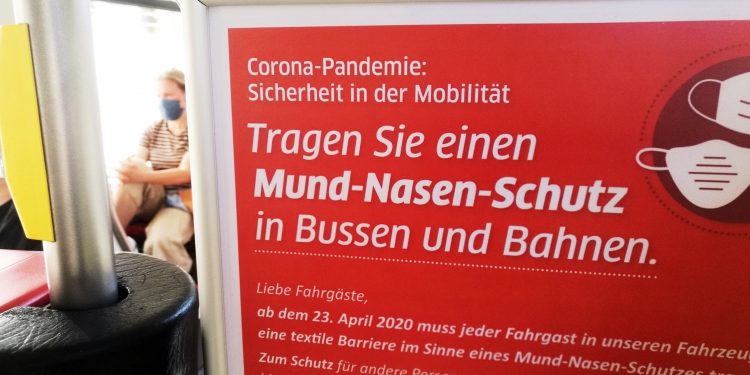 Corona-Pandemie:
Sicherheit in der Mobilität
Tragen Sie einen
Mund-Nasen-Schutz
in Bussen und Bahnen.
Liebe Fahrgäste,
ab dem 23. April 2020 muss jeder Fahrgast in unseren
eine textile Barriere im Sinne eines Mund-Nasen-Schutzes
Zum Schutz für andere